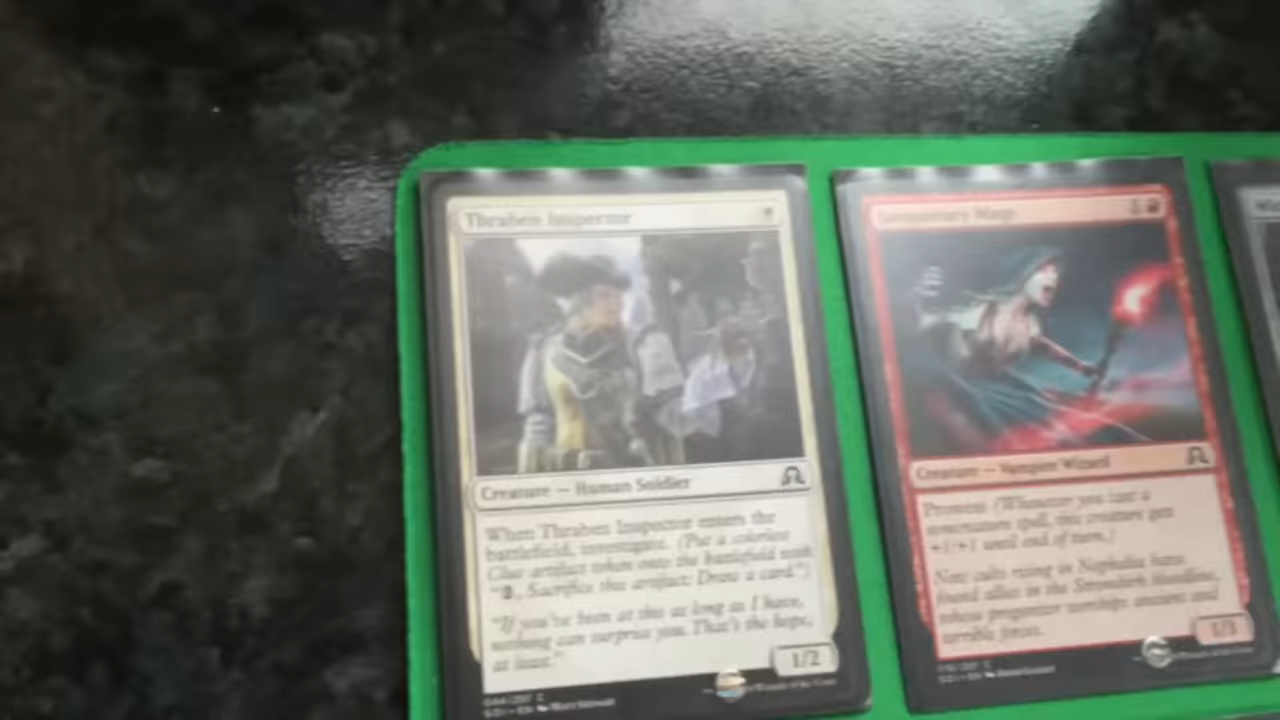 Thraben Inspector
Creature — Human Soldier
When Thraben Inspector enters the
battlefield, investigate. (Put a colorless
Clue artifact token onto the battlefield with
"2, Sacrifice this artifact: Draw a card.")
"If you've been at this as long as I have,
nothing can surprise you. That's the hope,
at least."
1/2
Mage
Creature — Vampire Wizard
Prowess (Whenever you cast a
noncreature spell, this creature gets
+1/+1 until end of turn.)
New cults rising in Nephalia have
found allies in the
whose progenitor worships ancient and
terrible forces.
1/3